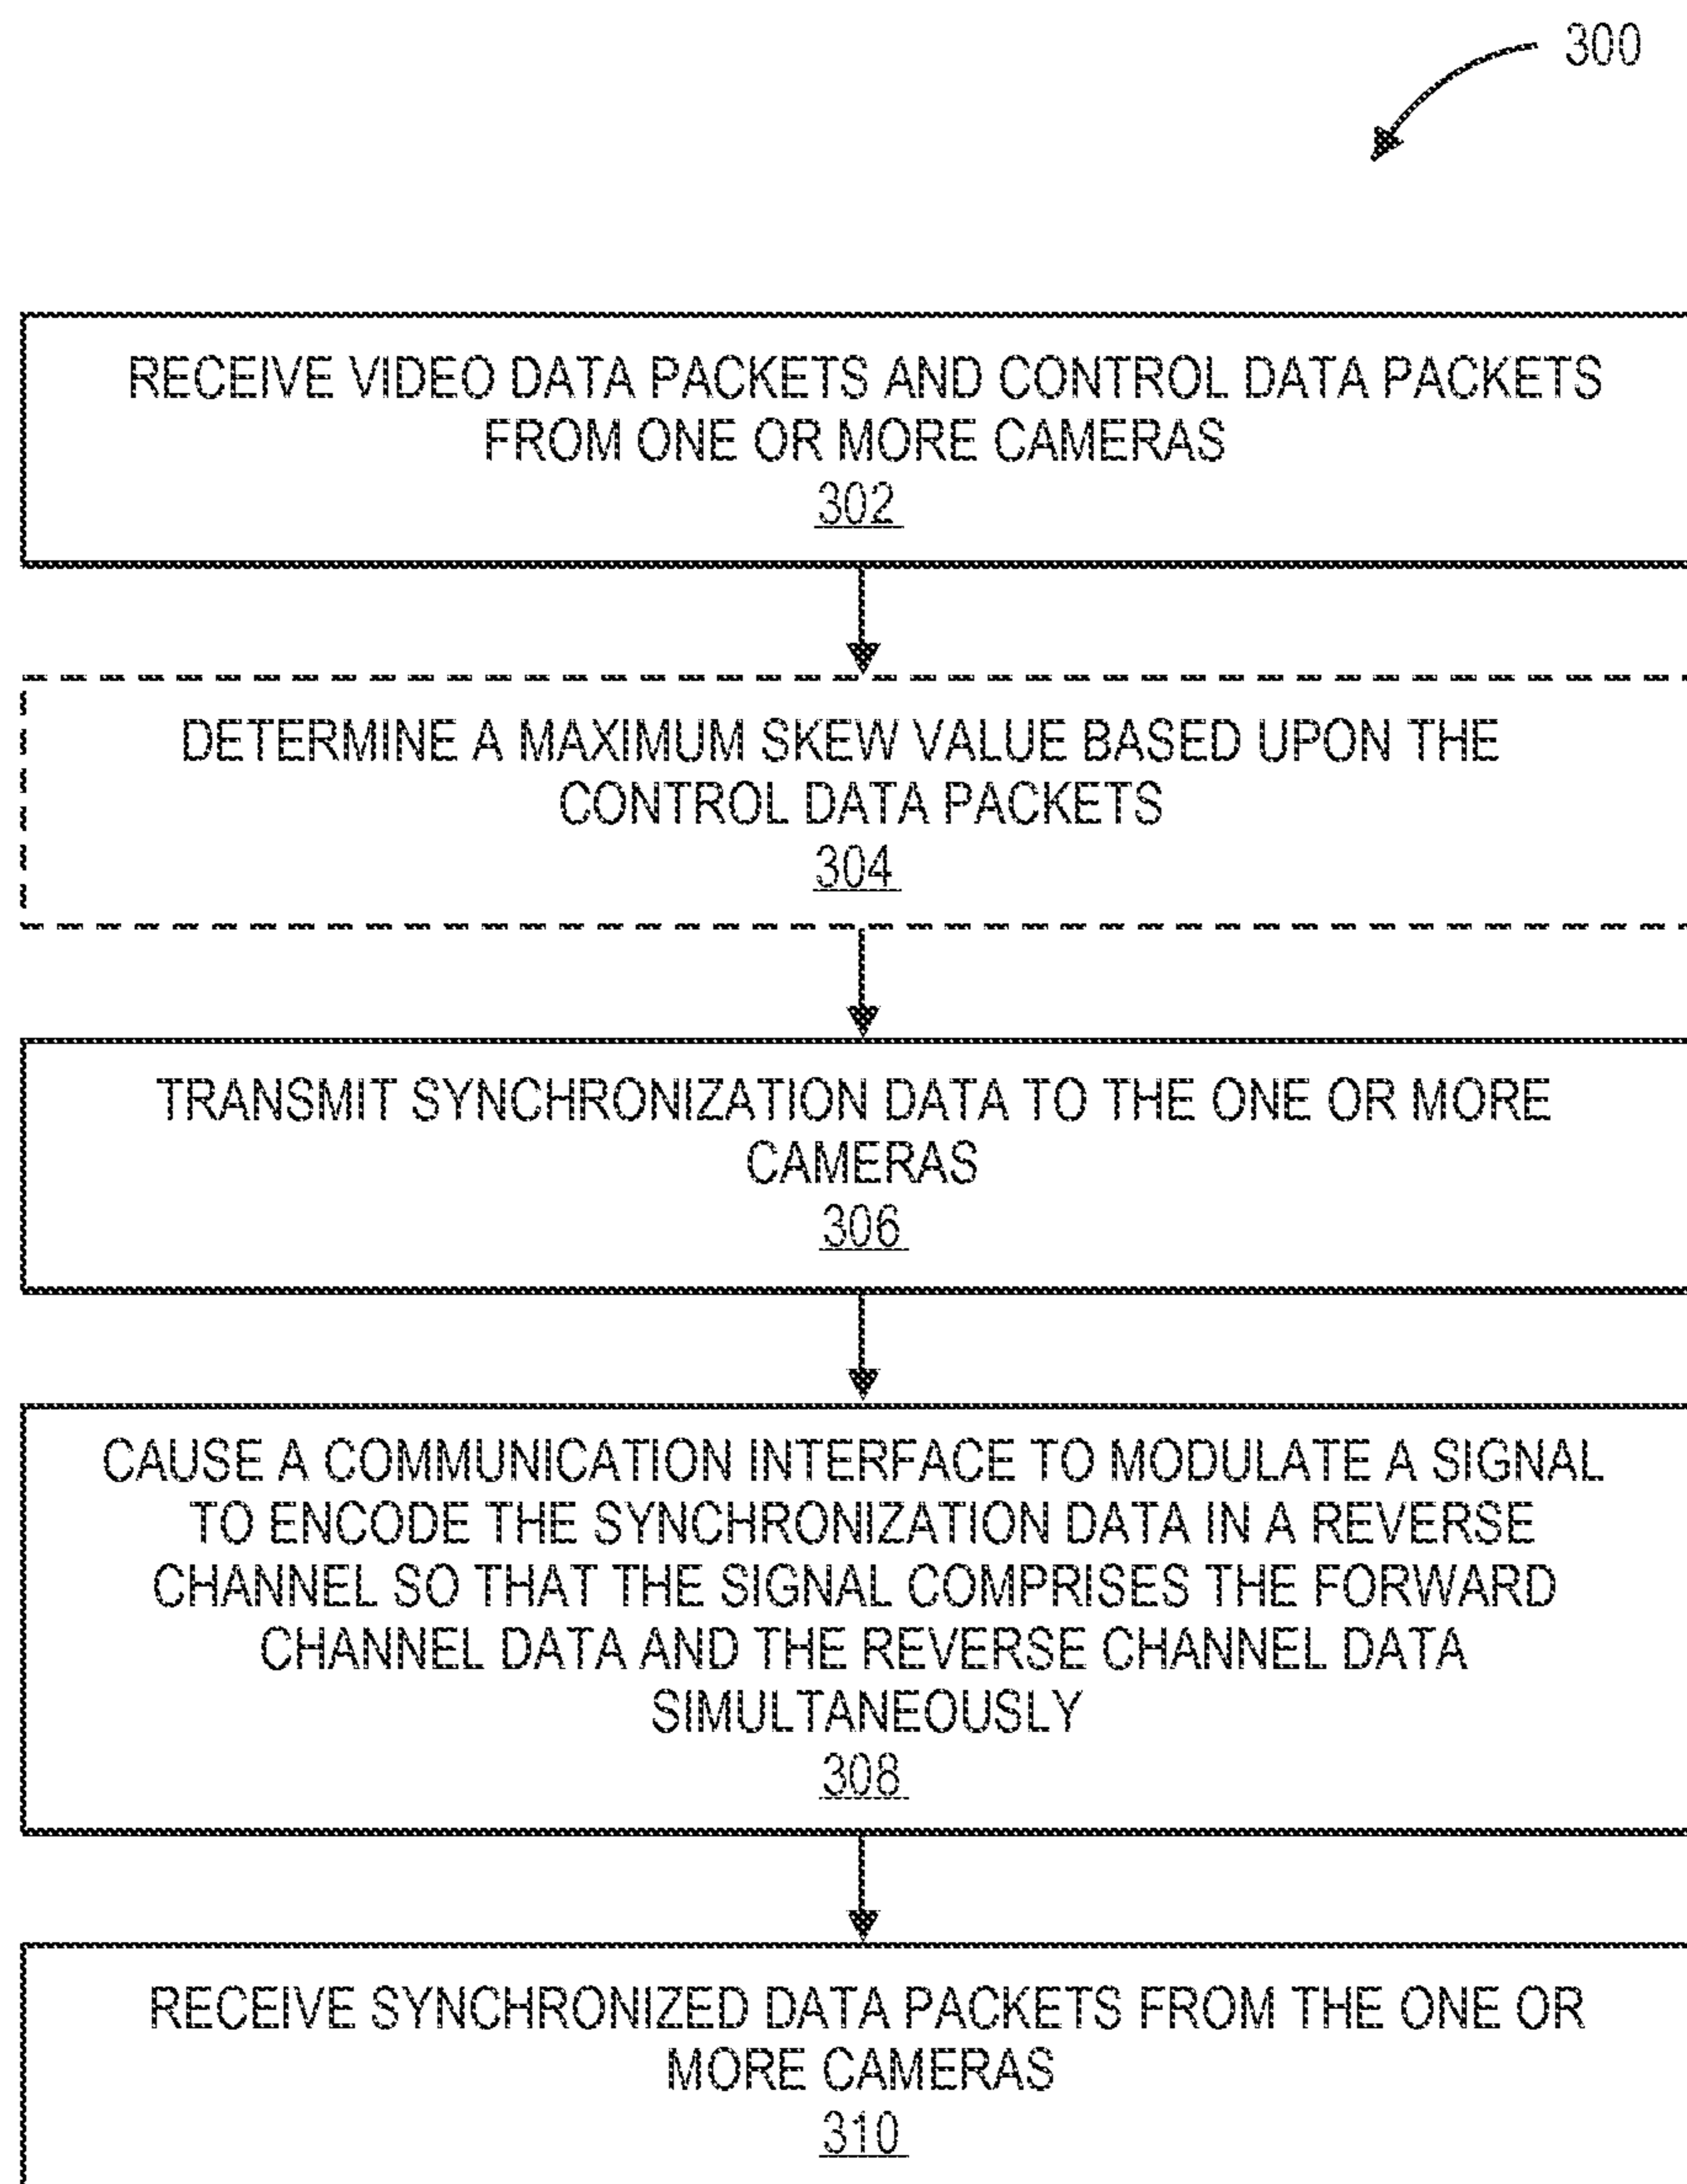 300
RECEIVE VIDEO DATA PACKETS AND CONTROL DATA PACKETS
FROM ONE OR MORE CAMERAS
302
DETERMINE A MAXIMUM SKEW VALUE BASED UPON THE
CONTROL DATA PACKETS
304
TRANSMIT SYNCHRONIZATION DATA TO THE ONE OR MORE
CAMERAS
306
CAUSE A COMMUNICATION INTERFACE TO MODULATE A SIGNAL
TO ENCODE THE SYNCHRONIZATION DATA IN A REVERSE
CHANNEL SO THAT THE SIGNAL COMPRISES THE FORWARD
CHANNEL DATA AND THE REVERSE CHANNEL DATA
SIMULTANEOUSLY
308
RECEIVE SYNCHRONIZED DATA PACKETS FROM THE ONE OR
MORE CAMERAS
310